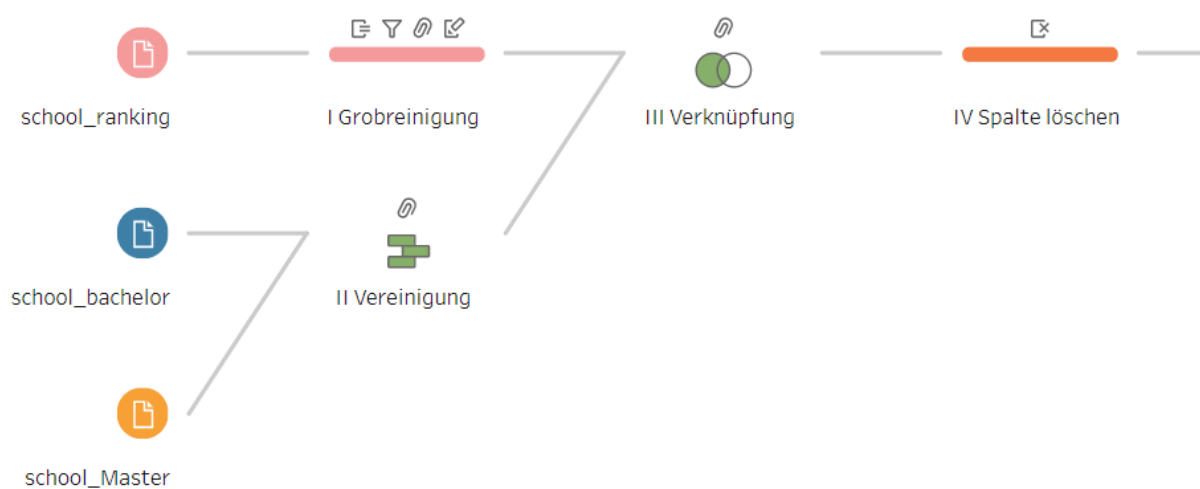 school_ranking
I Grobreinigung
III Verknüpfung
IV Spalte löschen
school_bachelor
II Vereinigung
school_Master